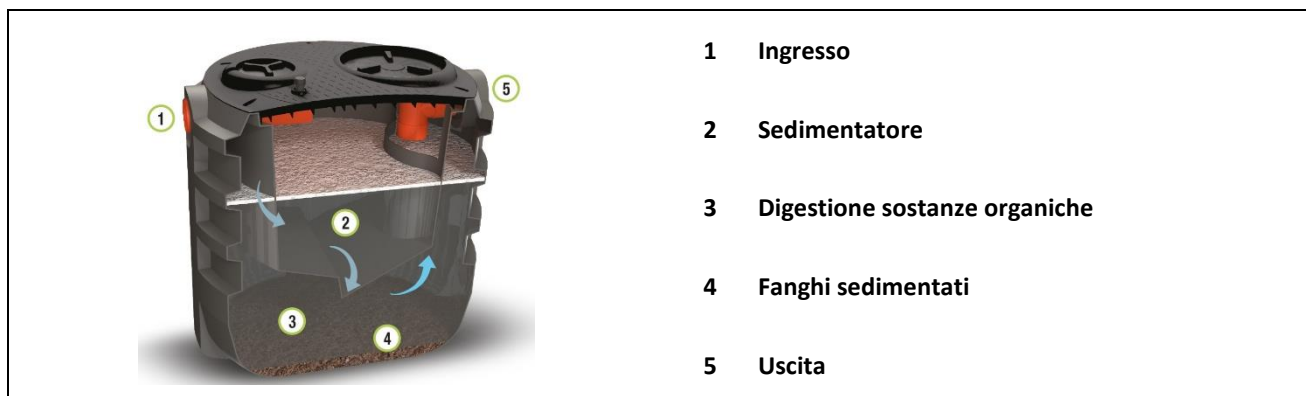 1 Ingresso
2 Sedimentatore
3 Digestione sostanze organiche
4 Fanghi sedimentati
5 Uscita
1
5
2
3
4